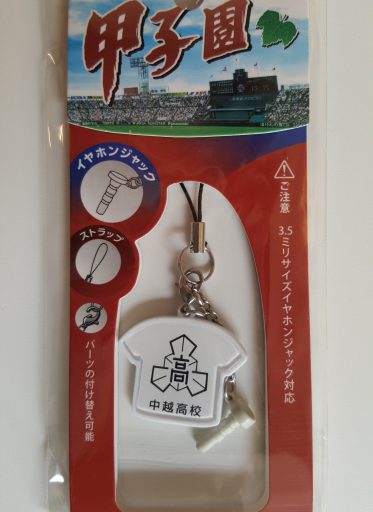 甲子園
イヤホンジャック
ストラップ
パーツの付け替え可能
ご注意
3.5ミリサイズイヤホンジャック対応
高
中越高校